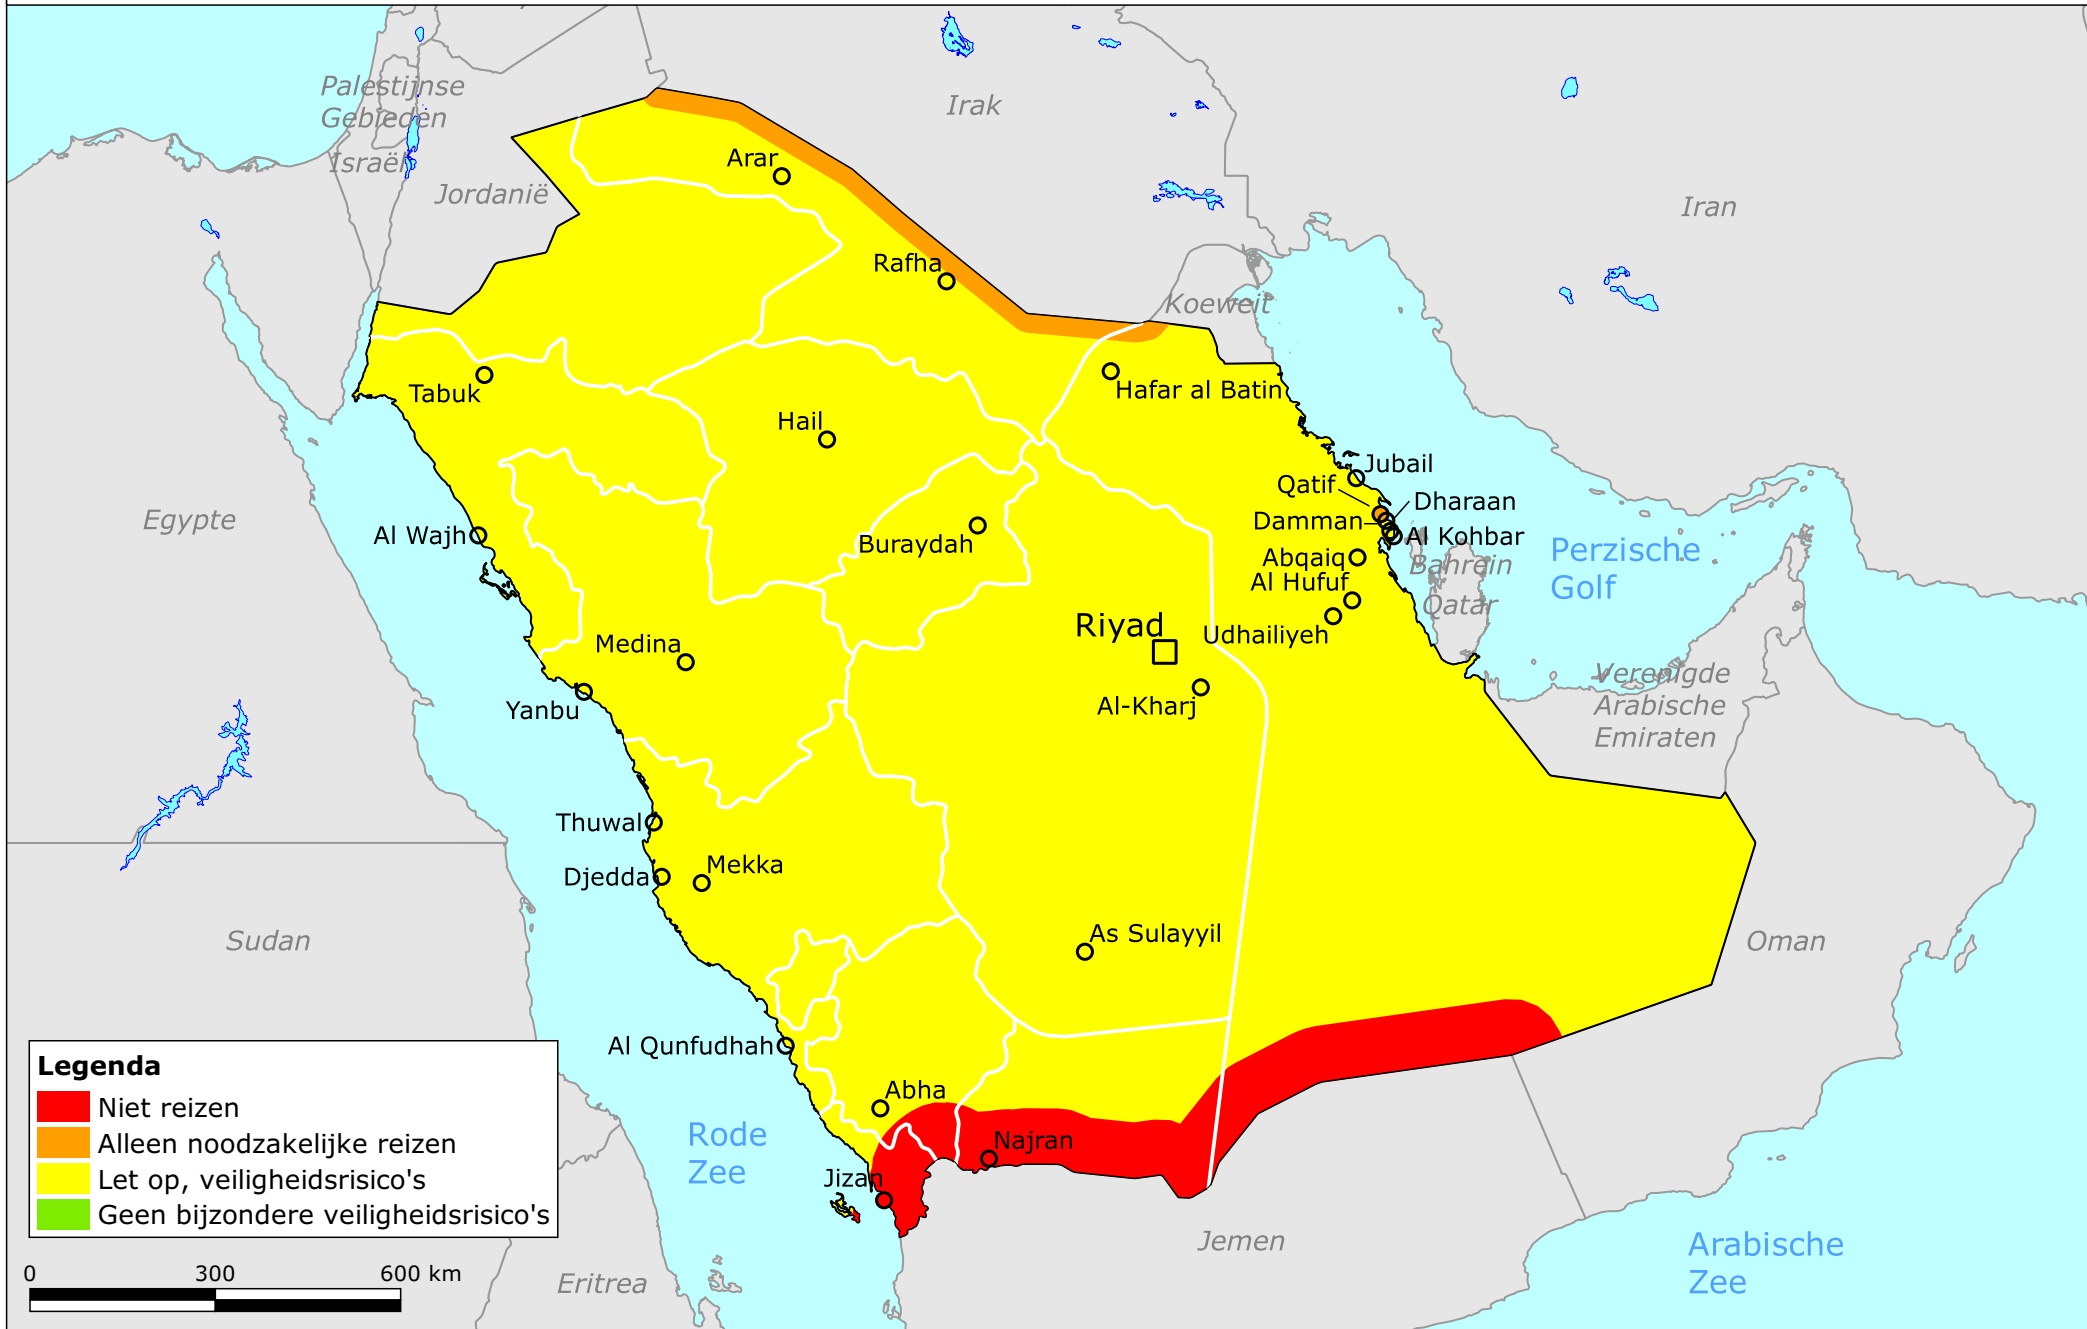 Palestijnse
Gebieden
Israël
Jordanië
Irak
Iran
Arar
Rafha
Koeweit
Tabuk
Hafar al Batin
Hail
Jubail
Qatif
Dharaan
Damman
Al Kohbar
Egypte
Al Wajh
Buraydah
Abqaiq
Bahrein
Al Hufuf
Qatar
Perzische
Golf
Riyad
Udhailiyeh
Medina
Yanbu
Al-Kharj
Verenigde
Arabische
Emiraten
Thuwal
Djedda
Mekka
Sudan
As Sulayyil
Oman
Al Qunfudhah
Abha
Najran
Jizan
Rode
Zee
Jemen
Eritrea
Arabische
Zee
Legenda
Niet reizen
Alleen noodzakelijke reizen
Let op, veiligheidsrisico's
Geen bijzondere veiligheidsrisico's
0 300 600 km